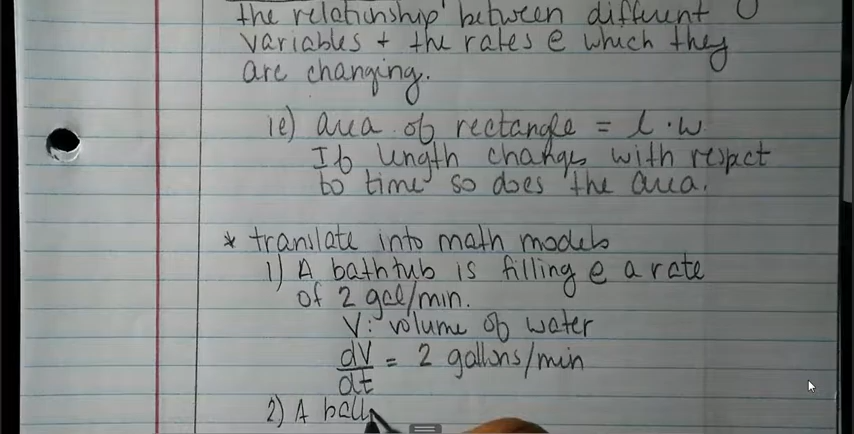 the relationship between different
variables + the rates @ which they
are changing.
ie) area of rectangle = l · w
If length changes with respect
to time so does the area.
* translate into math models
1) A bathtub is filling @ a rate
of 2 gal/min.
V: volume of water
dV/dt = 2 gallons/min
2) A ball